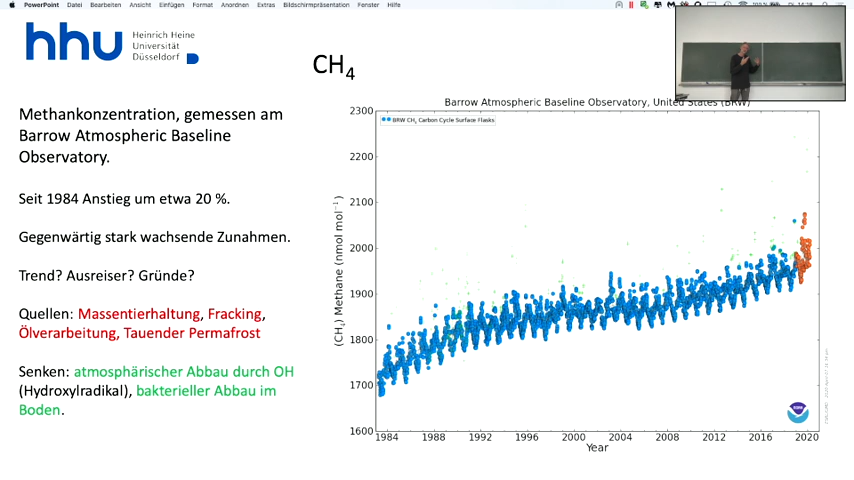 PowerPoint Datei Bearbeiten Ansicht Einfügen Format Anordnen Extras Bildschirmpräsentation Fenster Hilfe
hhu Heinrich Heine
Universität
Düsseldorf
CH4
Methankonzentration, gemessen am
Barrow Atmospheric Baseline
Observatory.
Seit 1984 Anstieg um etwa 20 %.
Gegenwärtig stark wachsende Zunahmen.
Trend? Ausreiser? Gründe?
Quellen: Massentierhaltung, Fracking,
Ölverarbeitung, Tauender Permafrost
Senken: atmosphärischer Abbau durch OH
(Hydroxylradikal), bakterieller Abbau im
Boden.
Barrow Atmospheric Baseline Observatory, United States (BRW)
BRW CH4 Carbon Cycle Surface Flasks
(CH4) Methane (nmol mol−1)
2300
2200
2100
2000
1900
1800
1700
1600
1984 1988 1992 1996 2000 2004 2008 2012 2016 2020
Year